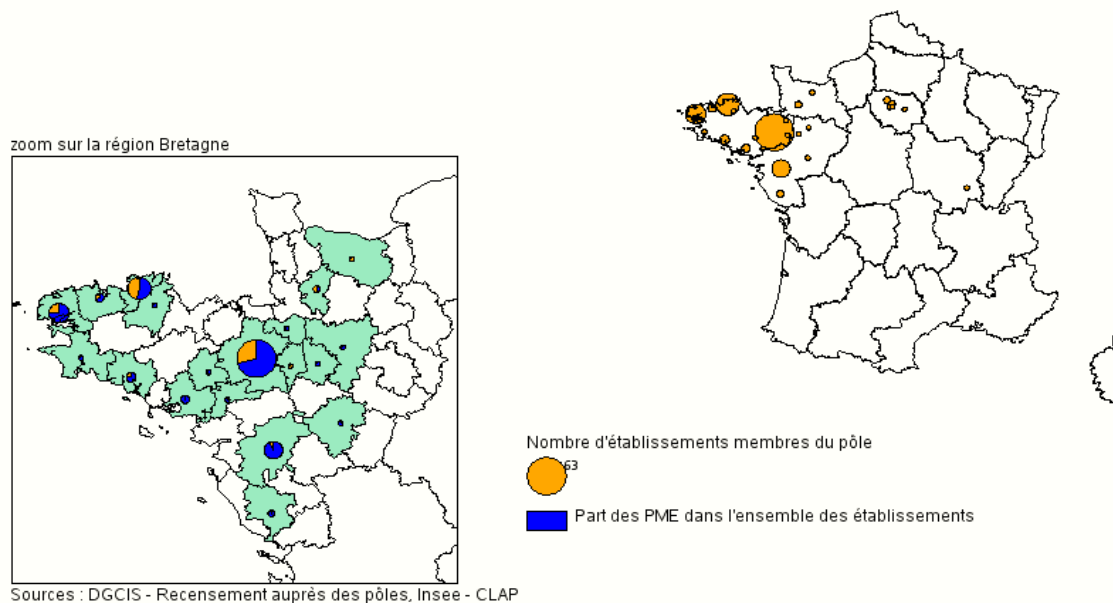 zoom sur la région Bretagne
Nombre d'établissements membres du pôle
63
Part des PME dans l'ensemble des établissements
Sources : DGCIS - Recensement auprès des pôles, Insee - CLAP